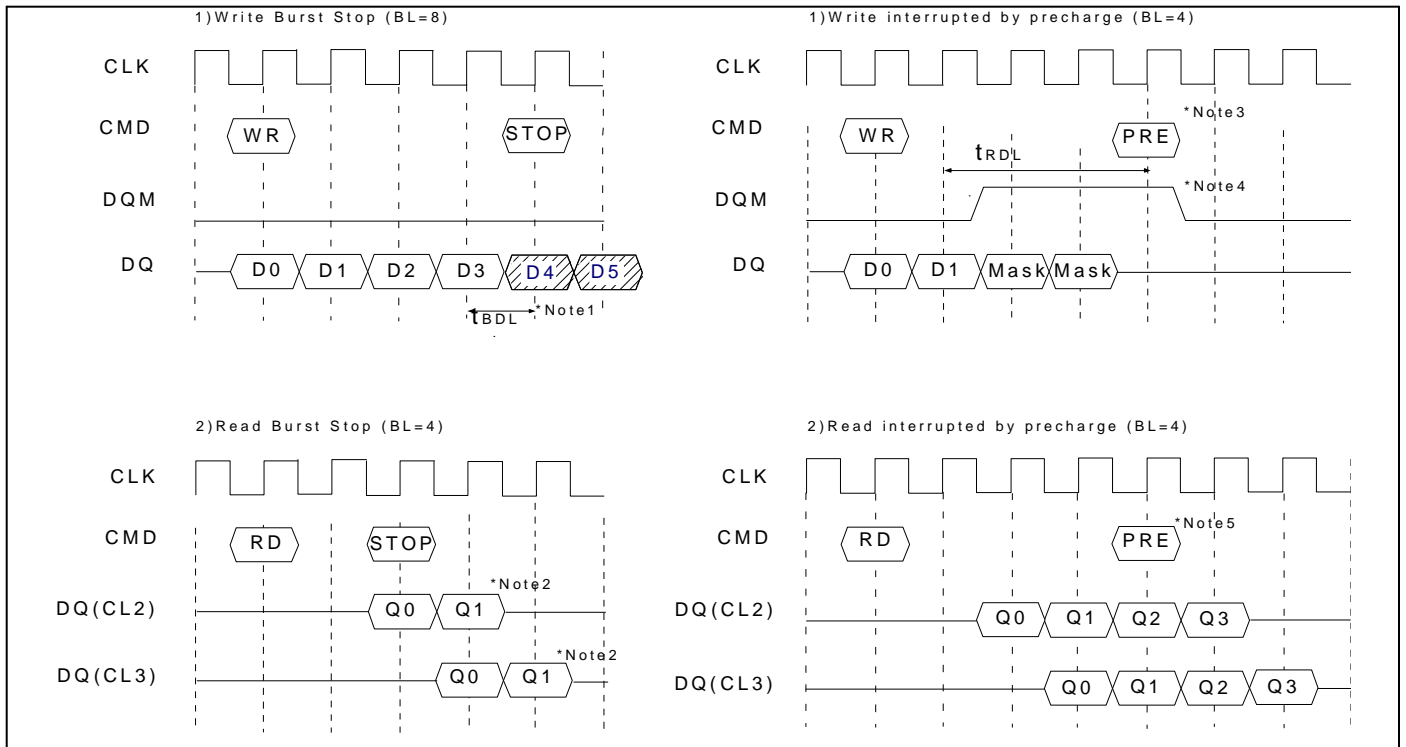 1)Write Burst Stop (BL=8)
CLK
CMD
WR
STOP
DQM
DQ
D0
D1
D2
D3
D4
D5
tBDL
*Note1
1)Write interrupted by precharge (BL=4)
CLK
CMD
WR
PRE
*Note3
tRDL
DQM
*Note4
DQ
D0
D1
Mask
Mask
2)Read Burst Stop (BL=4)
CLK
CMD
RD
STOP
DQ(CL2)
Q0
Q1
*Note2
DQ(CL3)
Q0
Q1
*Note2
2)Read interrupted by precharge (BL=4)
CLK
CMD
RD
PRE
*Note5
DQ(CL2)
Q0
Q1
Q2
Q3
DQ(CL3)
Q0
Q1
Q2
Q3